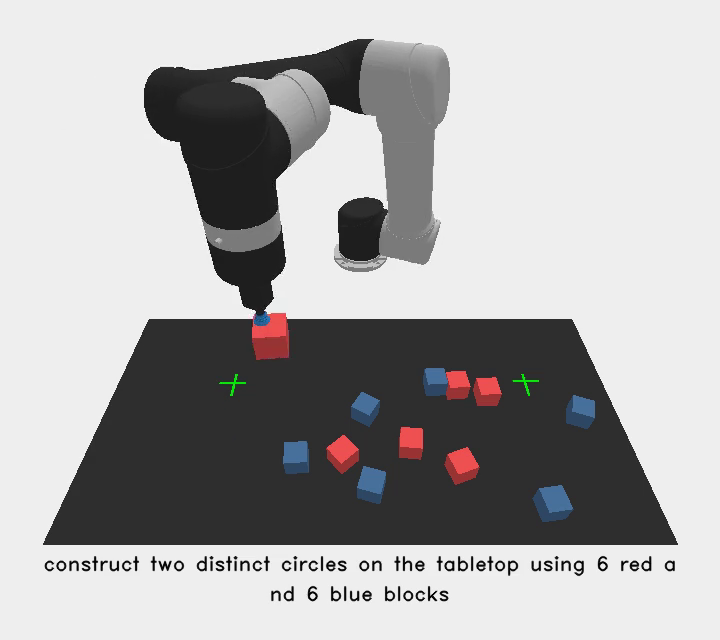 construct two distinct circles on the tabletop using 6 red a
nd 6 blue blocks